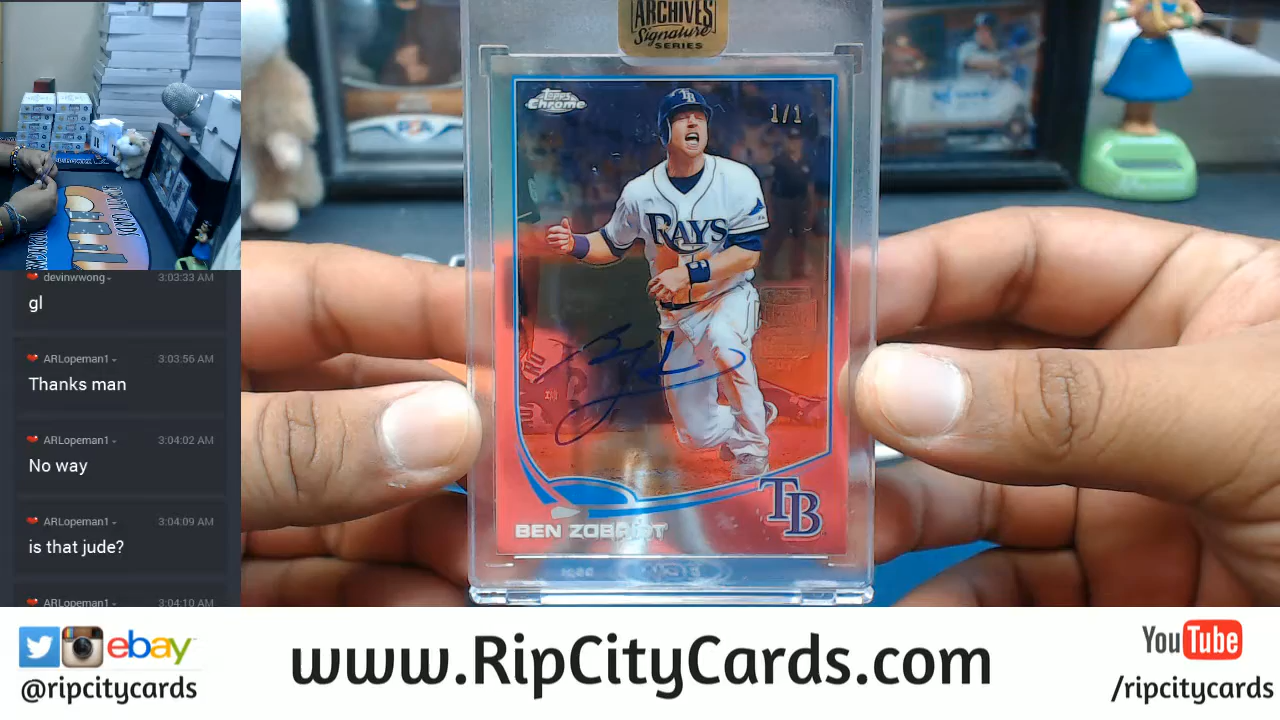 ARCHIVES
Signature
SERIES
Topps
Chrome
TB
1/1
RAYS
TB
BEN ZOBRIST
devinwwong
3:03:33 AM
gl
ARLopeman1
3:03:56 AM
Thanks man
ARLopeman1
3:04:02 AM
No way
ARLopeman1
3:04:09 AM
is that jude?
ARLopeman1
3:04:10 AM
ebay
@ripcitycards
www.RipCityCards.com
YouTube
/ripcitycards